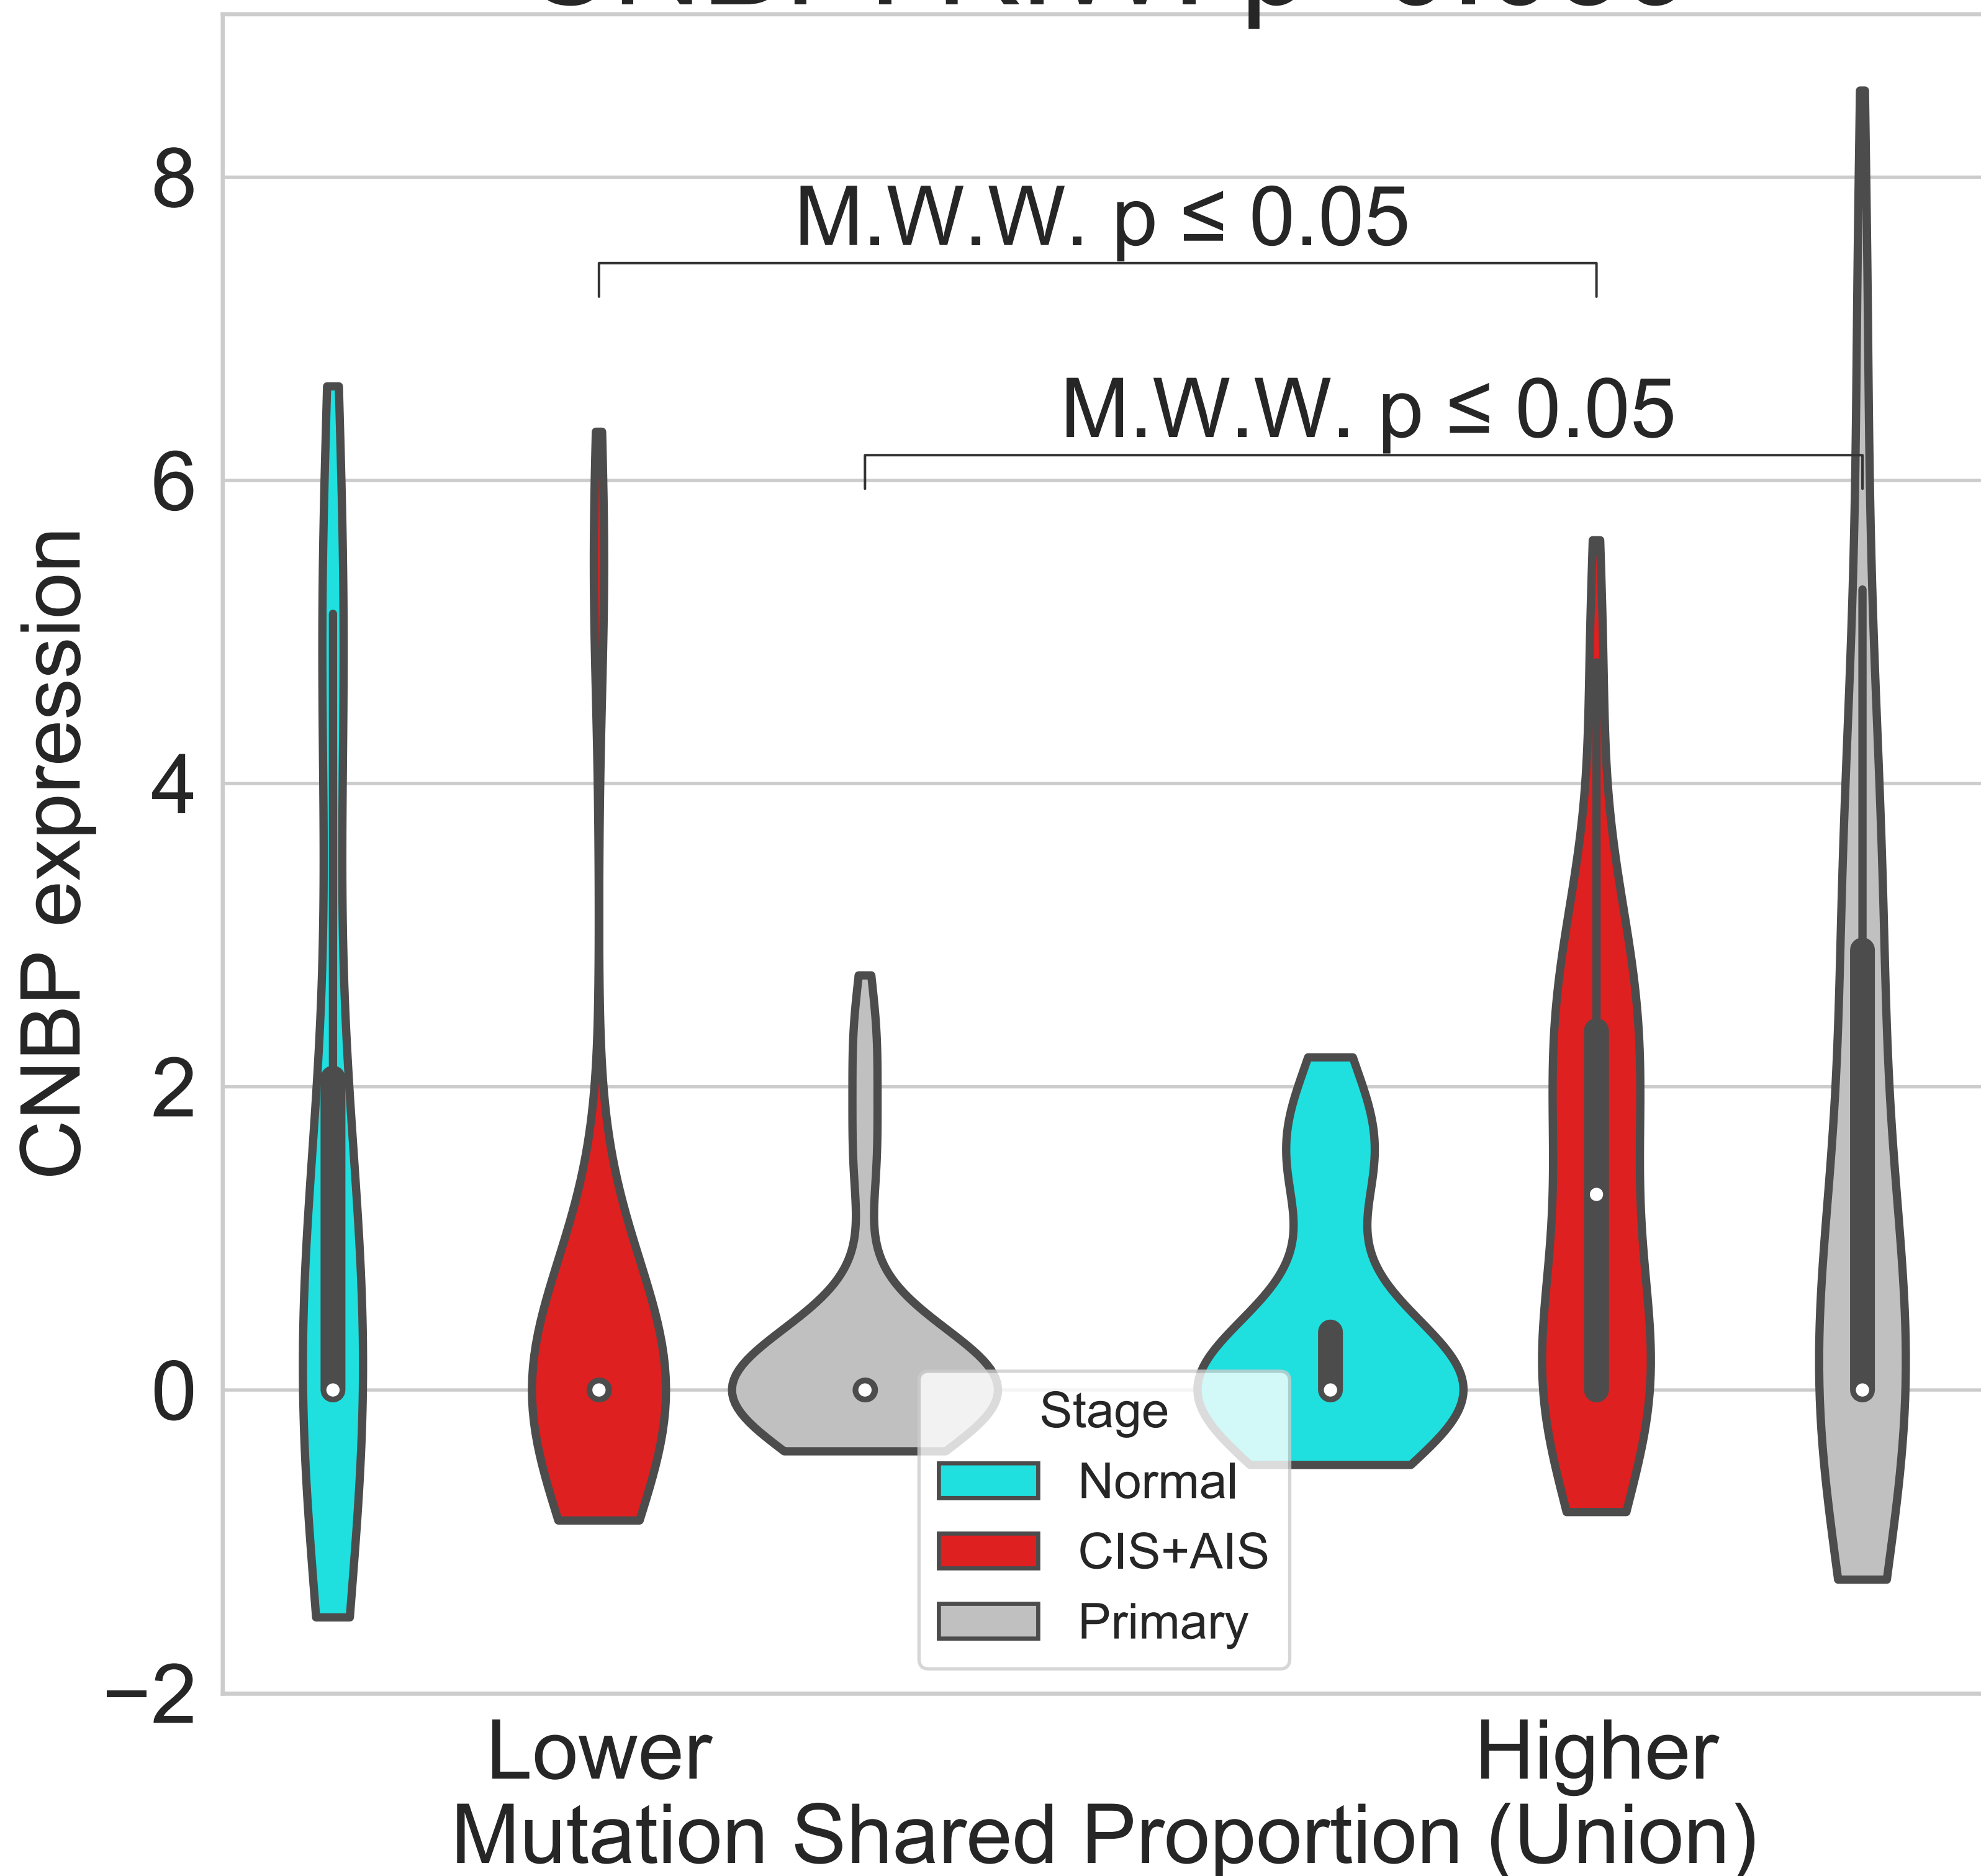 8
6
4
2
0
−2
CNBP expression
M.W.W. p ≤ 0.05
M.W.W. p ≤ 0.05
Stage
Normal
CIS+AIS
Primary
Lower
Higher
Mutation Shared Proportion (Union)